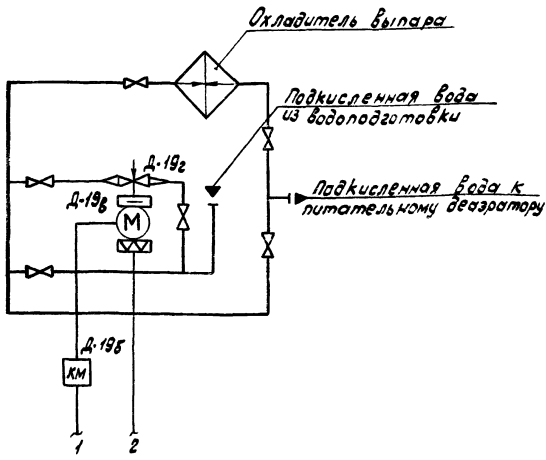 Охладитель выпара
Подкисленная вода
из водоподготовки
Д-19г
Д-19в
М
Подкисленная вода к
питательному деаэратору
Д-19б
КМ
1
2